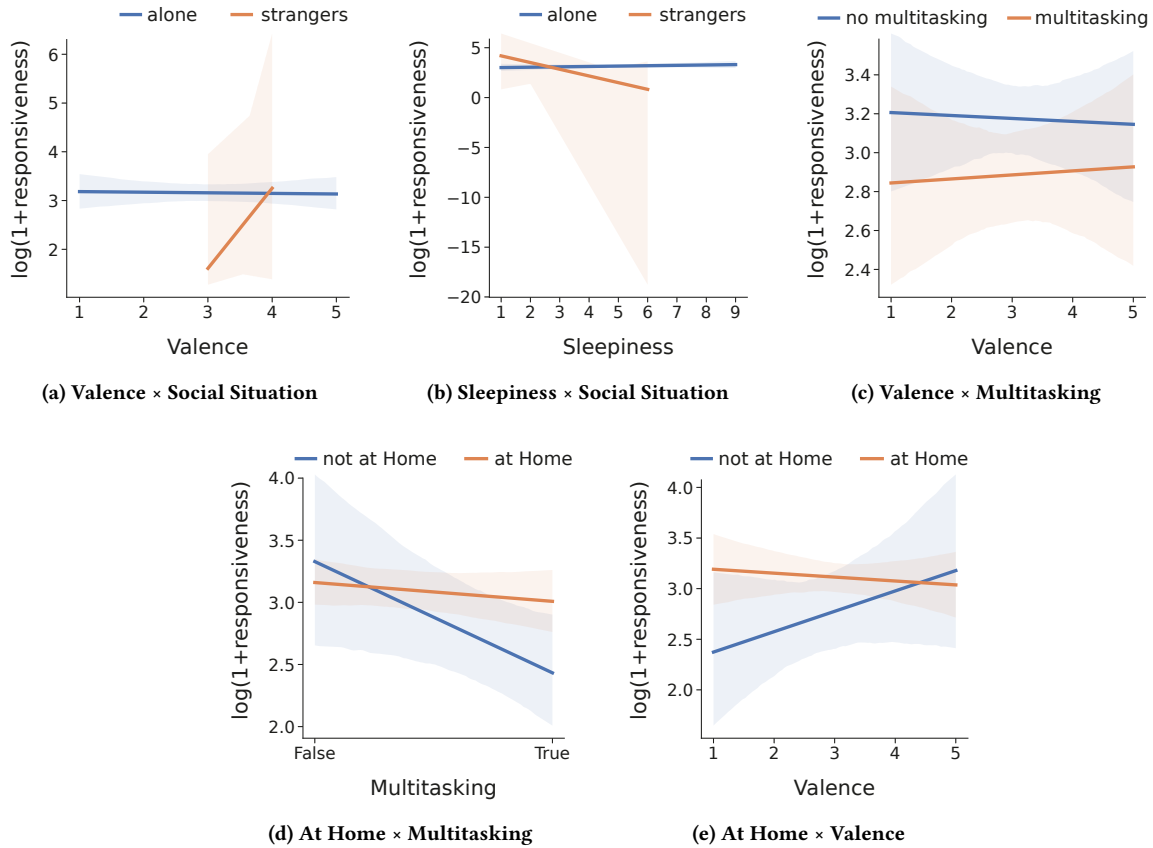 alone strangers
log(1+responsiveness)
6
5
4
3
2
1 2 3 4 5
Valence
(a) Valence × Social Situation
alone strangers
log(1+responsiveness)
5
0
−5
−10
−15
−20
1 2 3 4 5 6 7 8 9
Sleepiness
(b) Sleepiness × Social Situation
no multitasking multitasking
log(1+responsiveness)
3.4
3.2
3.0
2.8
2.6
2.4
1 2 3 4 5
Valence
(c) Valence × Multitasking
not at Home at Home
log(1+responsiveness)
4.0
3.5
3.0
2.5
2.0
False True
Multitasking
(d) At Home × Multitasking
not at Home at Home
log(1+responsiveness)
4.0
3.5
3.0
2.5
2.0
1 2 3 4 5
Valence
(e) At Home × Valence